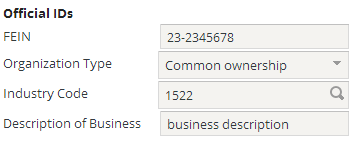 Official IDs
FEIN 23-2345678
Organization Type Common ownership
Industry Code 1522
Description of Business business description